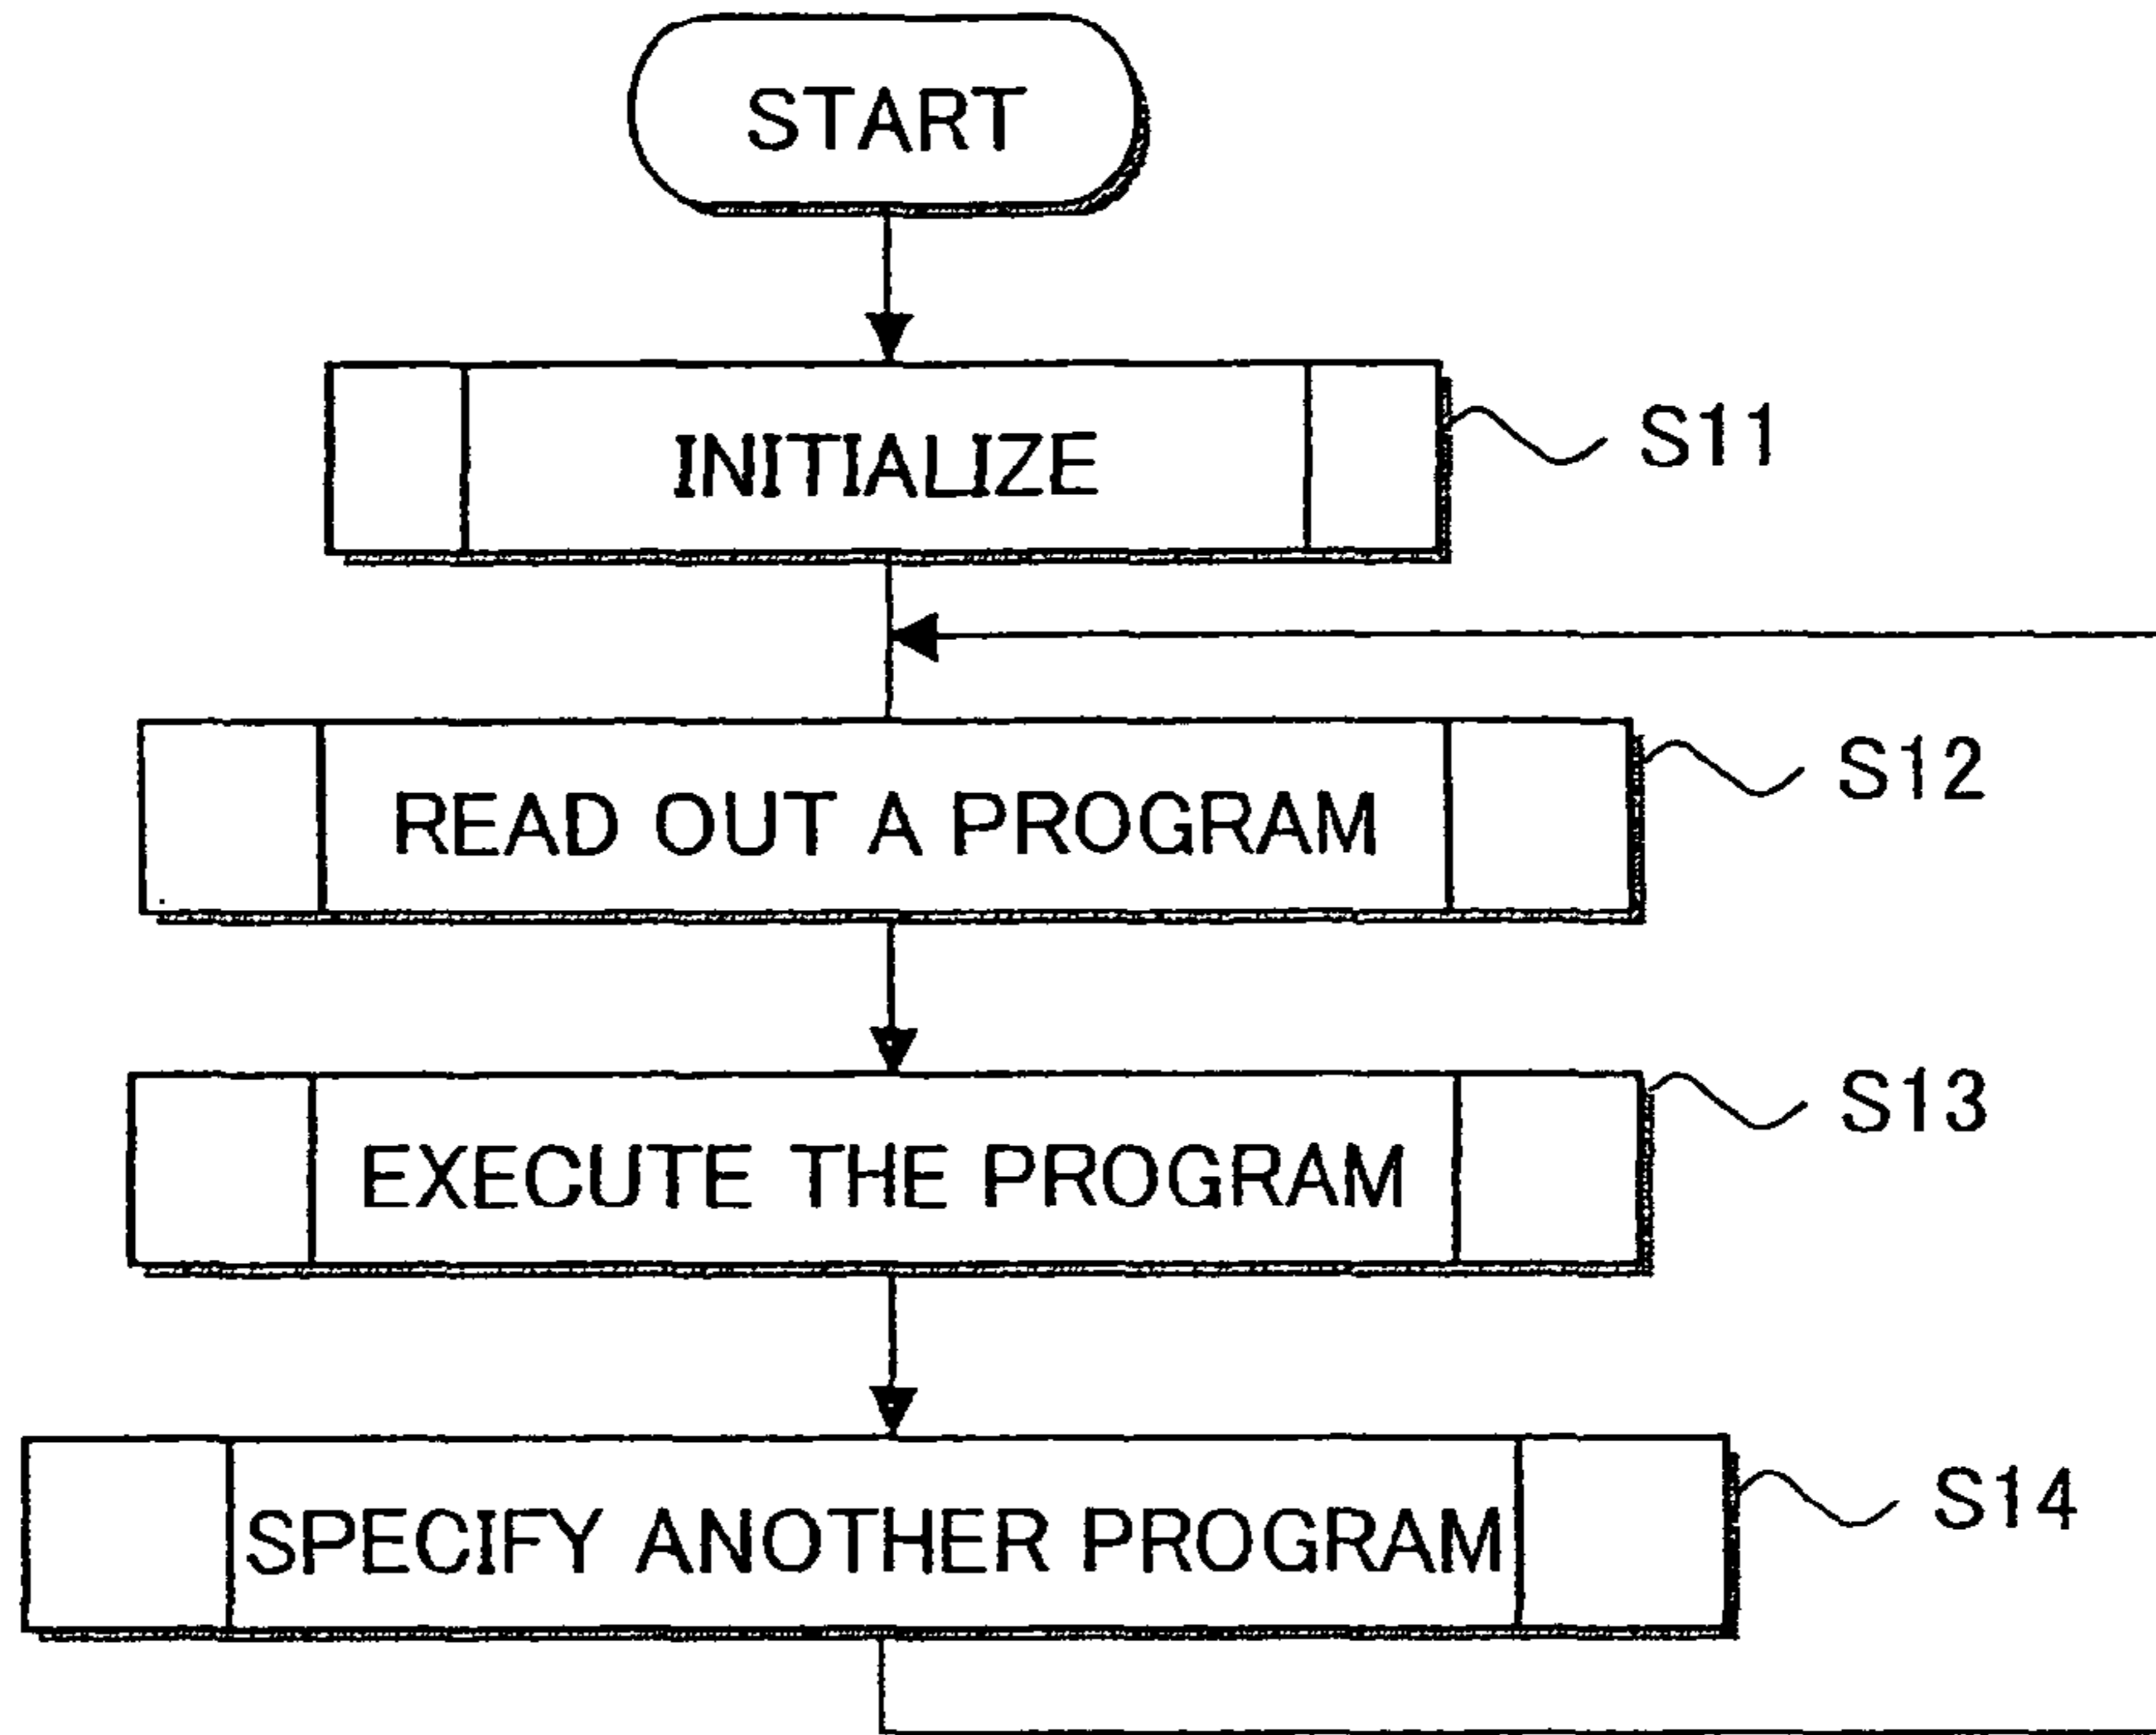 START
INITIALIZE
S11
READ OUT A PROGRAM
S12
EXECUTE THE PROGRAM
S13
SPECIFY ANOTHER PROGRAM
S14